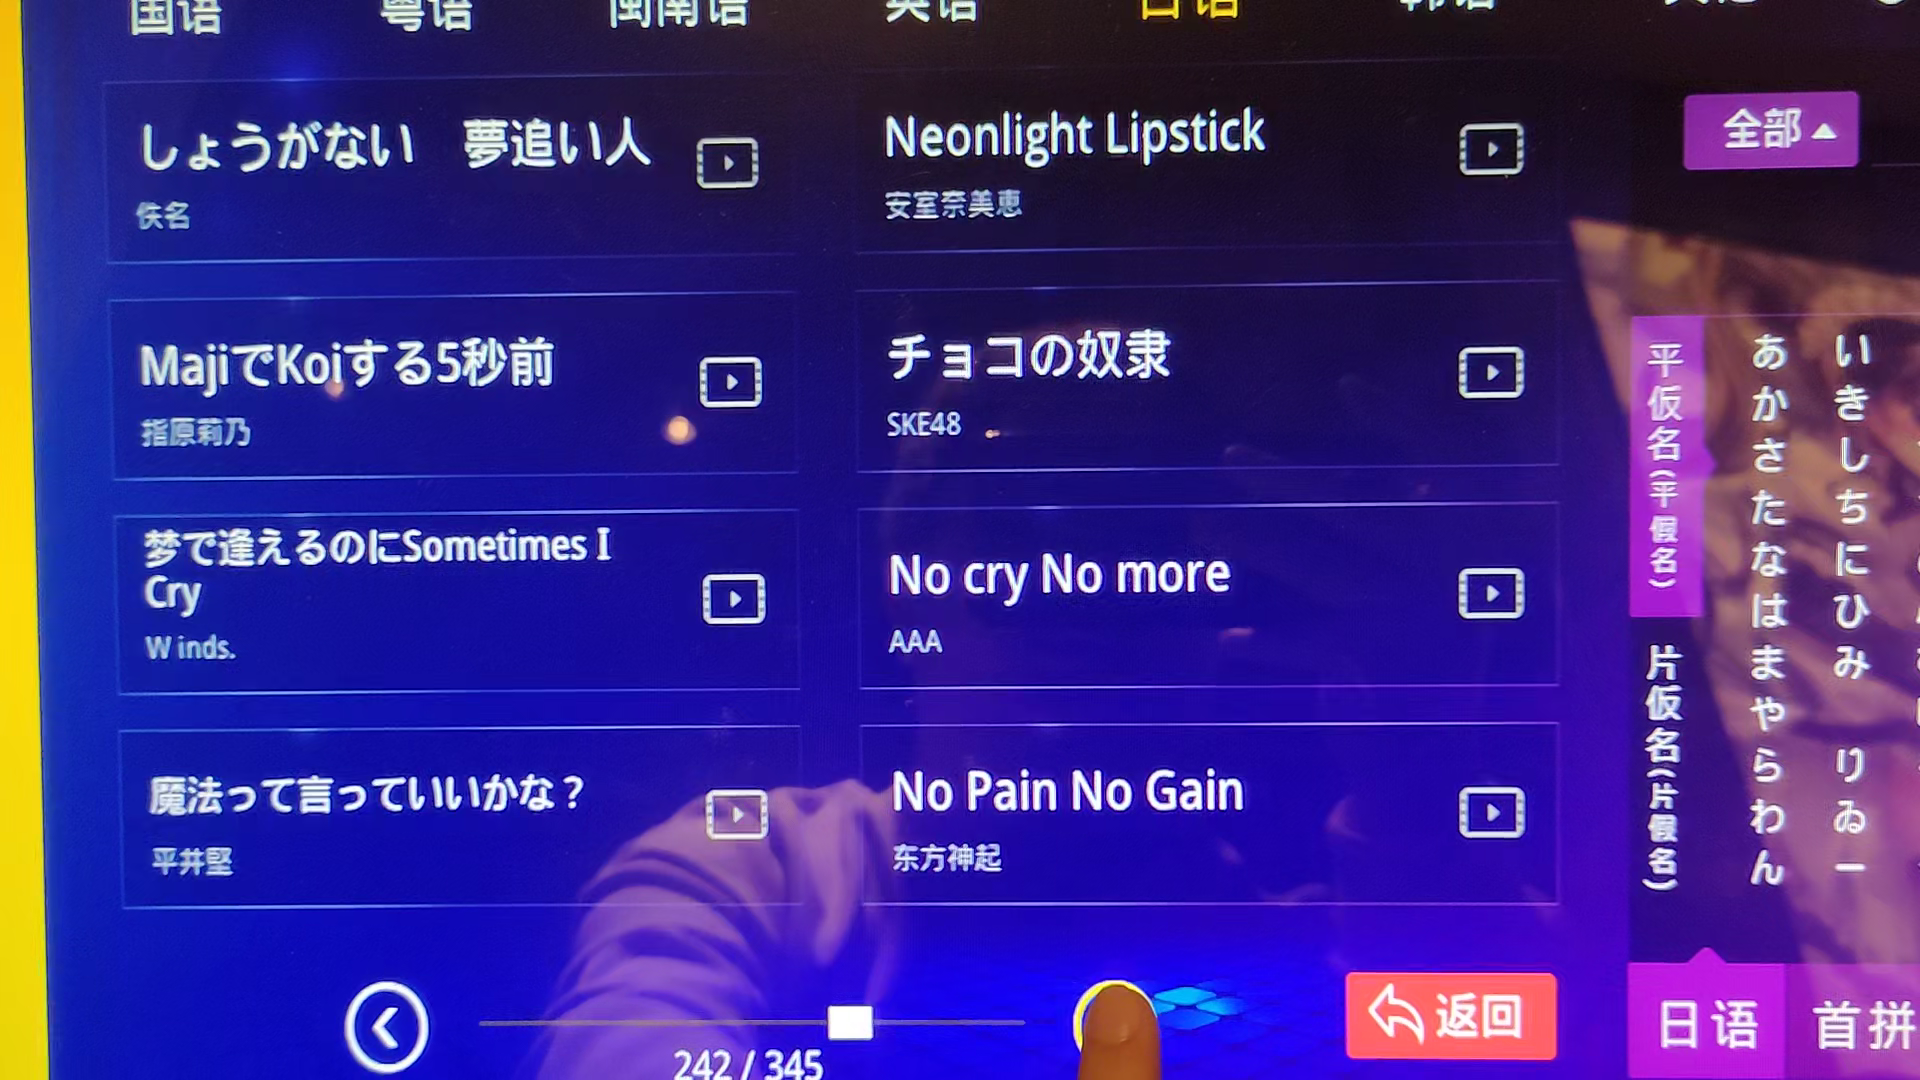 国语 粤语 闽南语 英语 日语 韩语 其他
しょうがない 夢追い人
佚名
Neonlight Lipstick
安室奈美恵
全部
MajiでKoiする5秒前
指原莉乃
チョコの奴隶
SKE48
梦で逢えるのにSometimes I
Cry
W inds.
No cry No more
AAA
魔法って言っていいかな？
平井堅
No Pain No Gain
东方神起
平仮名(平假名)
片仮名(片假名)
あかさたなはまやらわん
いきしちにひみ りゐー
242 / 345
返回
日语
首拼